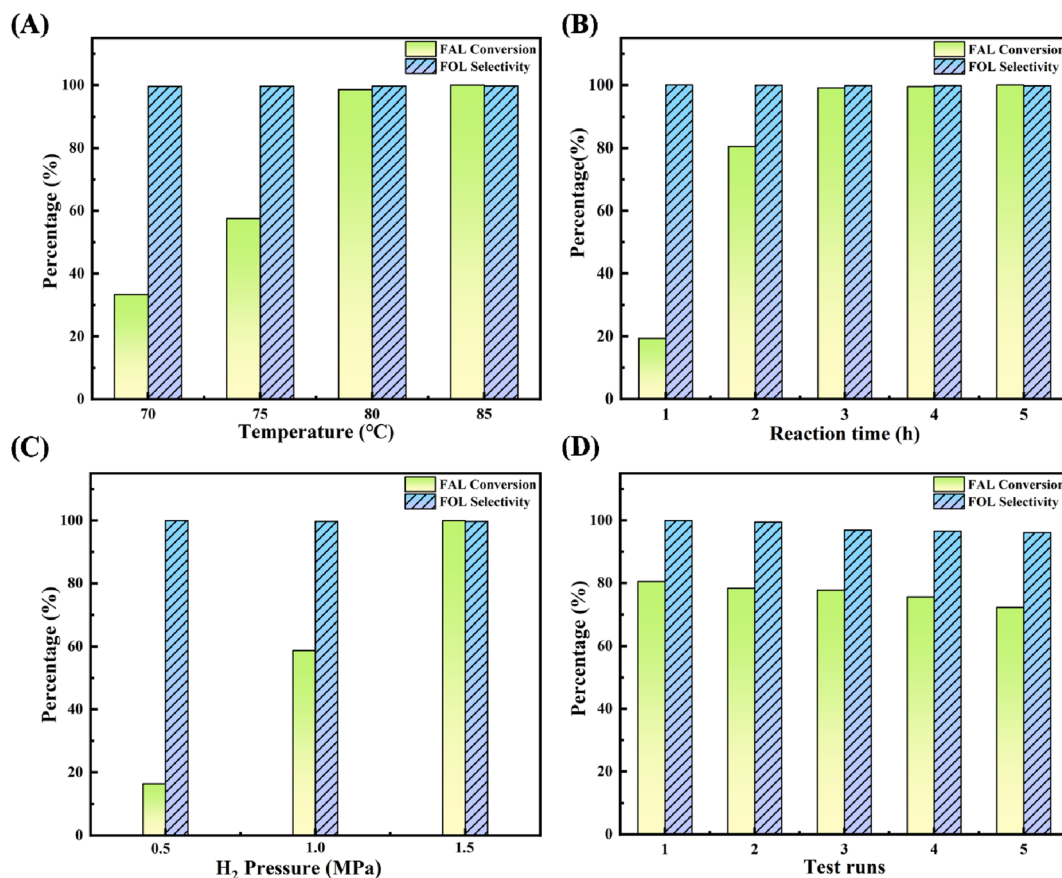 (A)
FAL Conversion
FOL Selectivity
Percentage (%)
100
80
60
40
20
0
70 75 80 85
Temperature (°C)
(B)
FAL Conversion
FOL Selectivity
Percentage(%)
100
80
60
40
20
0
1 2 3 4 5
Reaction time (h)
(C)
FAL Conversion
FOL Selectivity
Percentage (%)
100
80
60
40
20
0
0.5 1.0 1.5
H₂ Pressure (MPa)
(D)
FAL Conversion
FOL Selectivity
Percentage (%)
100
80
60
40
20
0
1 2 3 4 5
Test runs